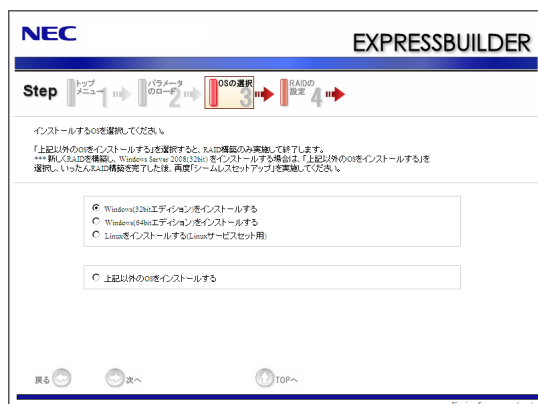 NEC
EXPRESSBUILDER
Step トップメニュー 1 パラメータのロード 2 OSの選択 3 RAIDの設定 4
インストールするOSを選択してください。
「上記以外のOSをインストールする」を選択すると、RAID構築のみ実施して終了します。
*** 新しくRAIDを構築し、Windows Server 2008(32bit) をインストールする場合は、「上記以外のOSをインストールする」を
選択し、いったんRAID構築を完了した後、再度「シームレスセットアップ」を実施してください。
Windows(32bitエディション)をインストールする
Windows(64bitエディション)をインストールする
Linuxをインストールする(Linuxサービスセット用)
上記以外のOSをインストールする
戻る 次へ TOPへ